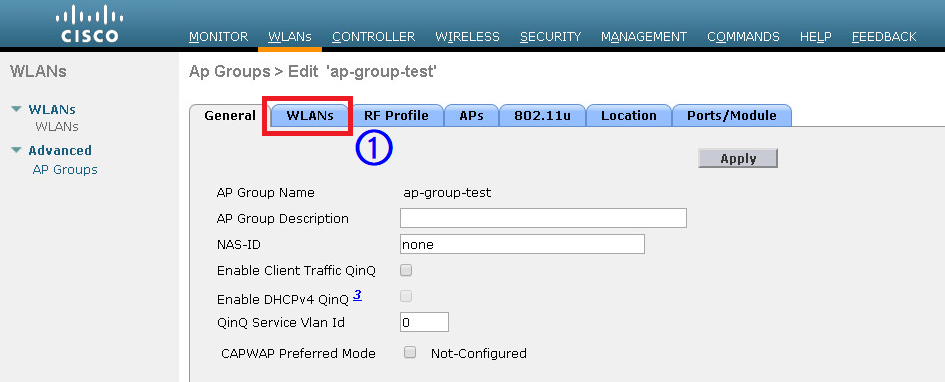 CISCO
MONITOR WLANs CONTROLLER WIRELESS SECURITY MANAGEMENT COMMANDS HELP FEEDBACK
WLANs
Ap Groups > Edit 'ap-group-test'
WLANs
WLANs
Advanced
AP Groups
General WLANs RF Profile APs 802.11u Location Ports/Module
1
Apply
AP Group Name ap-group-test
AP Group Description
NAS-ID none
Enable Client Traffic QinQ
Enable DHCPv4 QinQ 3
QinQ Service Vlan Id 0
CAPWAP Preferred Mode Not-Configured